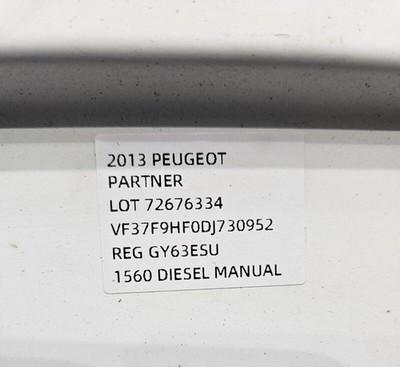 2013 PEUGEOT
PARTNER
LOT 72676334
VF37F9HF0DJ730952
REG GY63ESU
1560 DIESEL MANUAL